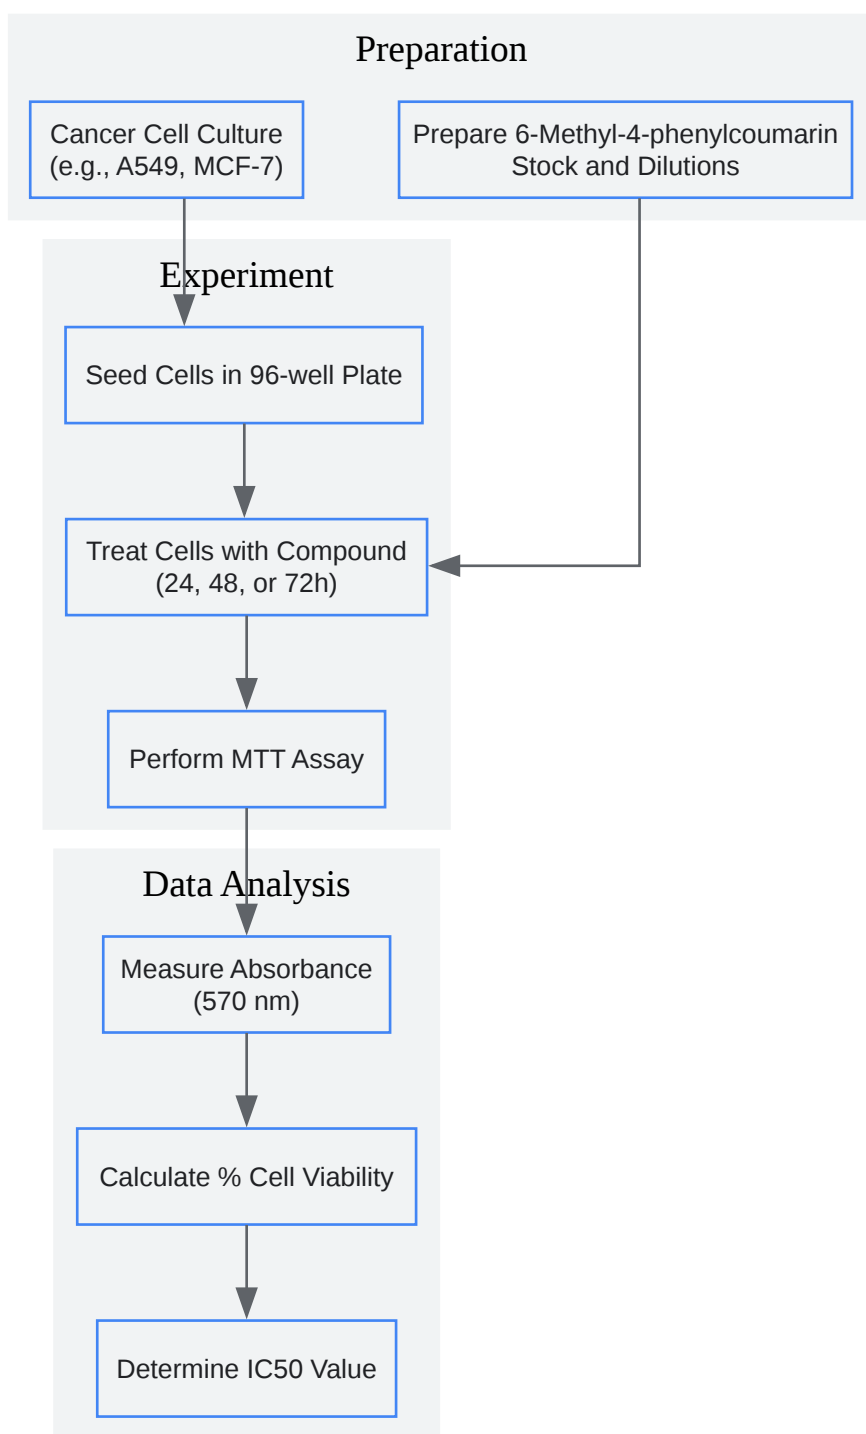 Preparation
Cancer Cell Culture
(e.g., A549, MCF-7)
Prepare 6-Methyl-4-phenylcoumarin
Stock and Dilutions
Experiment
Seed Cells in 96-well Plate
Treat Cells with Compound
(24, 48, or 72h)
Perform MTT Assay
Data Analysis
Measure Absorbance
(570 nm)
Calculate % Cell Viability
Determine IC50 Value